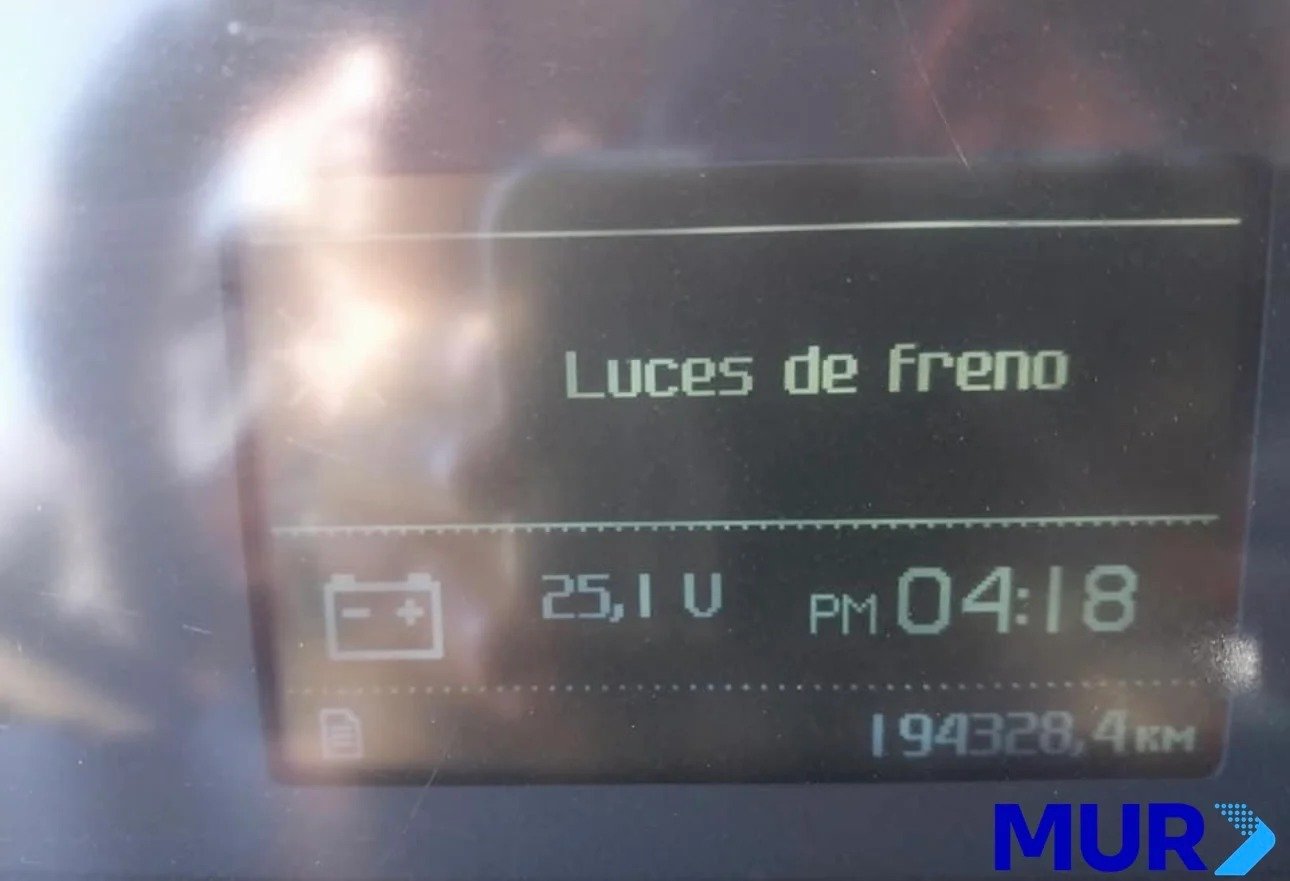 Luces de freno
25,1 V PM 04:18
194328,4 KM
MUR